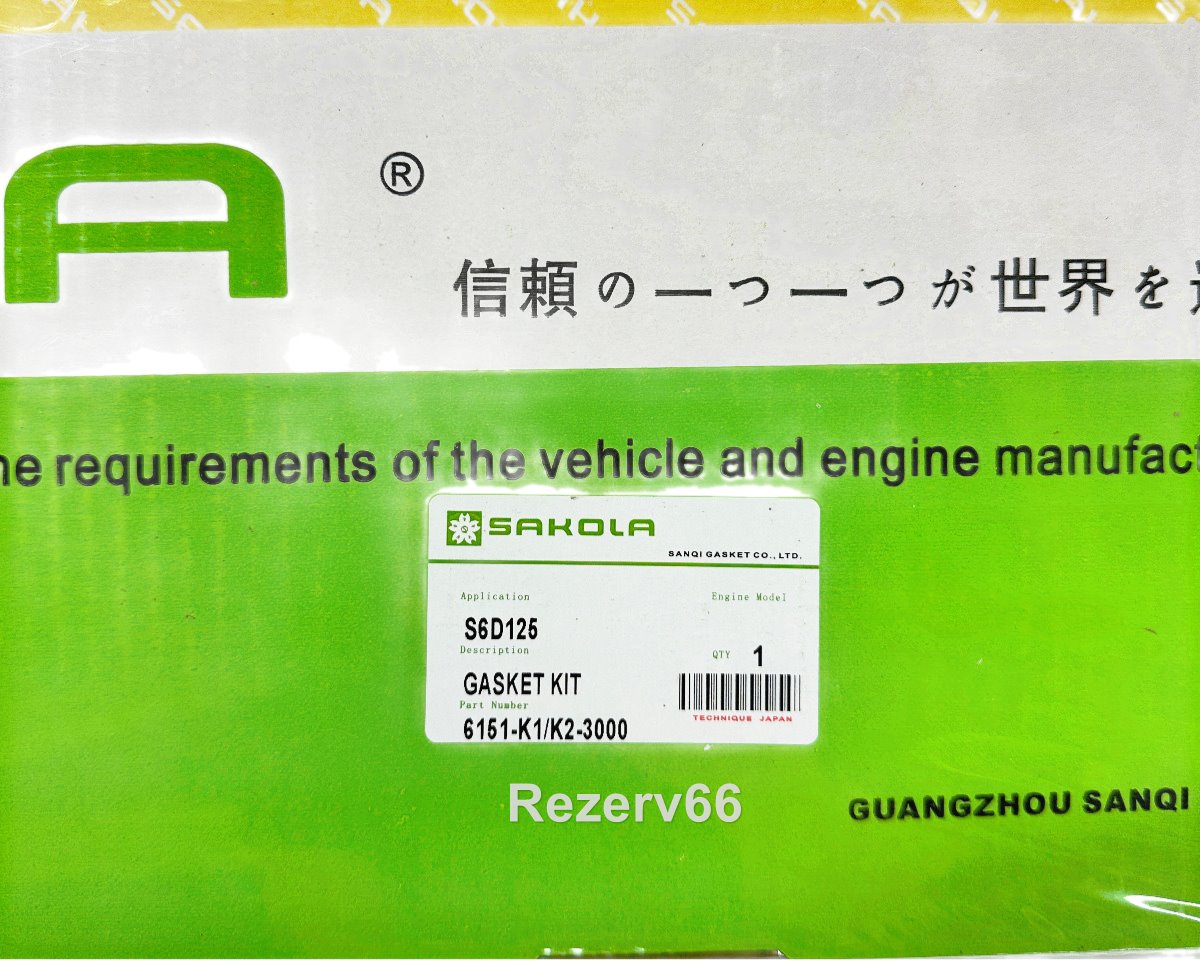 A ®
信頼の一つ一つが世界を
requirements of the vehicle and engine
SAKOLA
SANQI GASKET CO., LTD.
Application Engine Model
S6D125
Description QTY 1
GASKET KIT
Part Number TECHNIQUE JAPAN
6151-K1/K2-3000
Rezerv66
GUANGZHOU SANQI